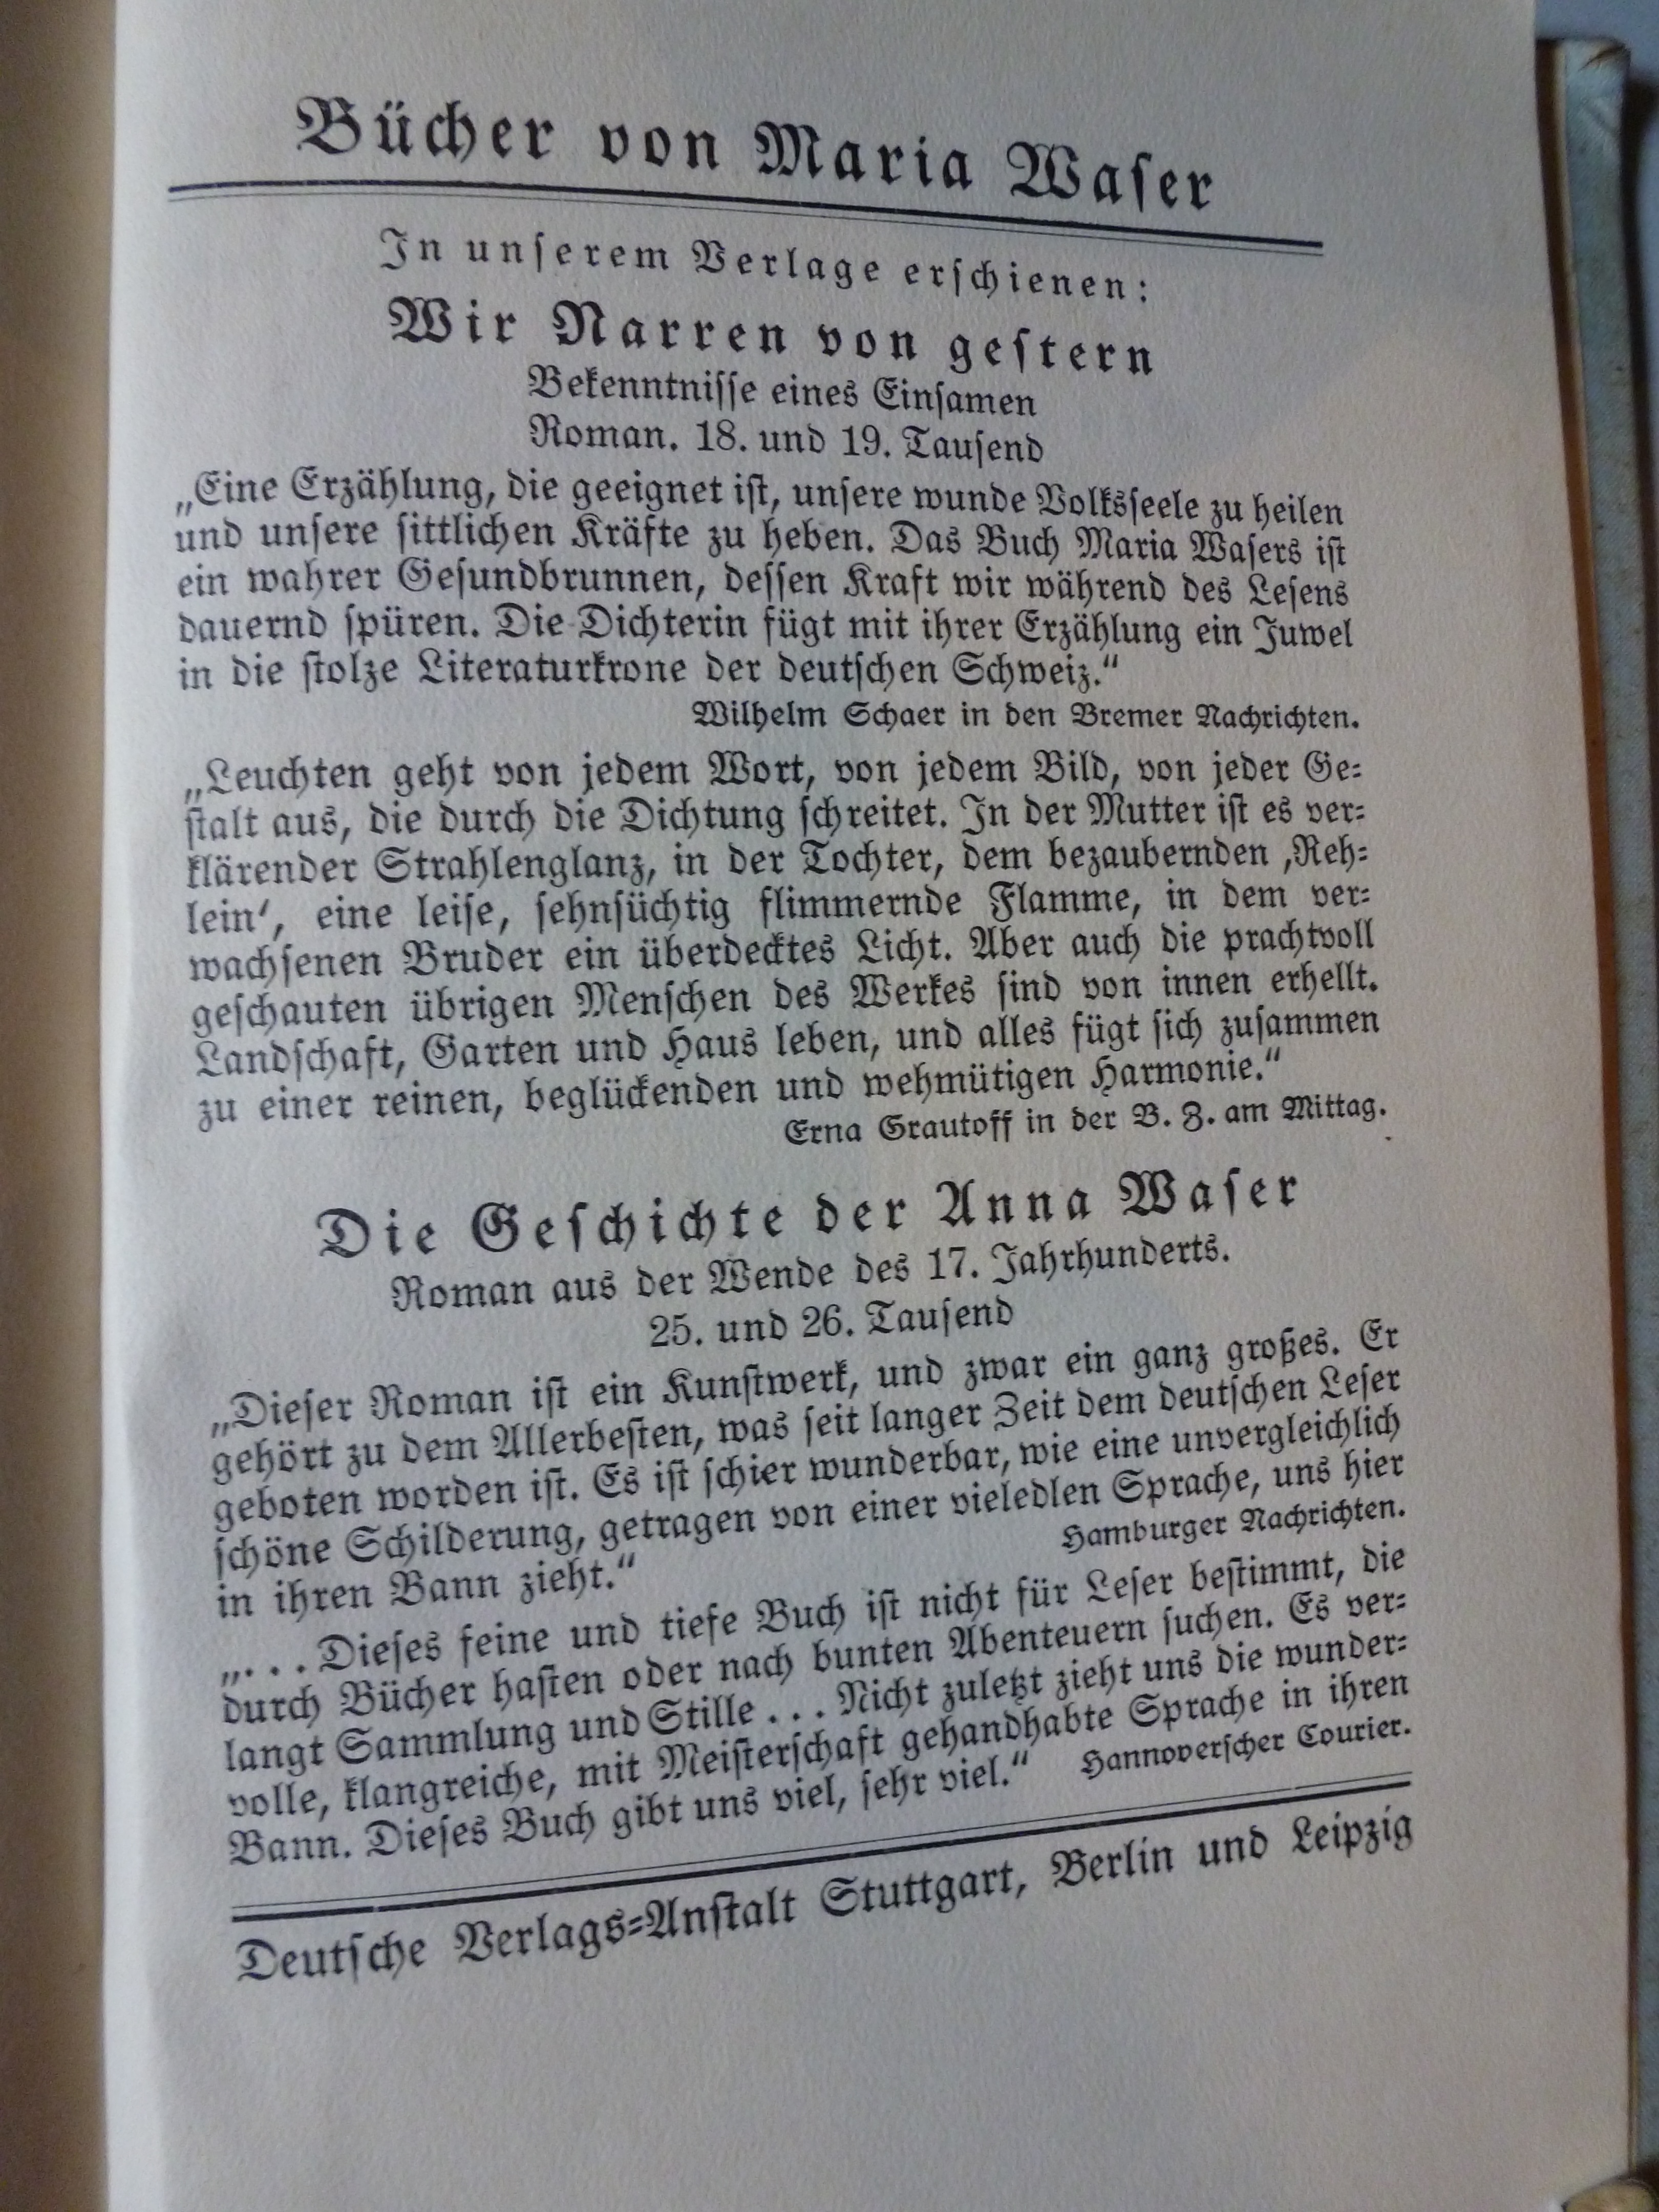 Bücher von Maria Waser
In unserem Verlage erschienen:
Wir Narren von gestern
Bekenntnisse eines Einsamen
Roman. 18. und 19. Tausend
„Eine Erzählung, die geeignet ist, unsere wunde Volksseele zu heilen
und unsere sittlichen Kräfte zu heben. Das Buch Maria Wasers ist
ein wahrer Gesundbrunnen, dessen Kraft wir während des Lesens
dauernd spüren. Die Dichterin fügt mit ihrer Erzählung ein Juwel
in die stolze Literaturkrone der deutschen Schweiz.“
Wilhelm Schaer in den Bremer Nachrichten.
„Leuchten geht von jedem Wort, von jedem Bild, von jeder Ge-
stalt aus, die durch die Dichtung schreitet. In der Mutter ist es ver-
klärender Strahlenglanz, in der Tochter, dem bezaubernden ‚Reh-
lein‘, eine leise, sehnsüchtig flimmernde Flamme, in dem ver-
wachsenen Bruder ein überdecktes Licht. Aber auch die prachtvoll
geschauten übrigen Menschen des Werkes sind von innen erhellt.
Landschaft, Garten und Haus leben, und alles fügt sich zusammen
zu einer reinen, beglückenden und wehmütigen Harmonie.“
Erna Grautoff in der B. Z. am Mittag.
Die Geschichte der Anna Waser
Roman aus der Wende des 17. Jahrhunderts.
25. und 26. Tausend
„Dieser Roman ist ein Kunstwerk, und zwar ein ganz großes. Er
gehört zu dem Allerbesten, was seit langer Zeit dem deutschen Leser
geboten worden ist. Es ist schier wunderbar, wie eine unvergleichlich
schöne Schilderung, getragen von einer vieledlen Sprache, uns hier
in ihren Bann zieht.“
Hamburger Nachrichten.
„. . . Dieses feine und tiefe Buch ist nicht für Leser bestimmt, die
durch Bücher hasten oder nach bunten Abenteuern suchen. Es ver-
langt Sammlung und Stille . . . Nicht zuletzt zieht uns die wunder-
volle, klangreiche, mit Meisterschaft gehandhabte Sprache in ihren
Bann. Dieses Buch gibt uns viel, sehr viel.“ Hannoverscher Courier.
Deutsche Verlags-Anstalt Stuttgart, Berlin und Leipzig